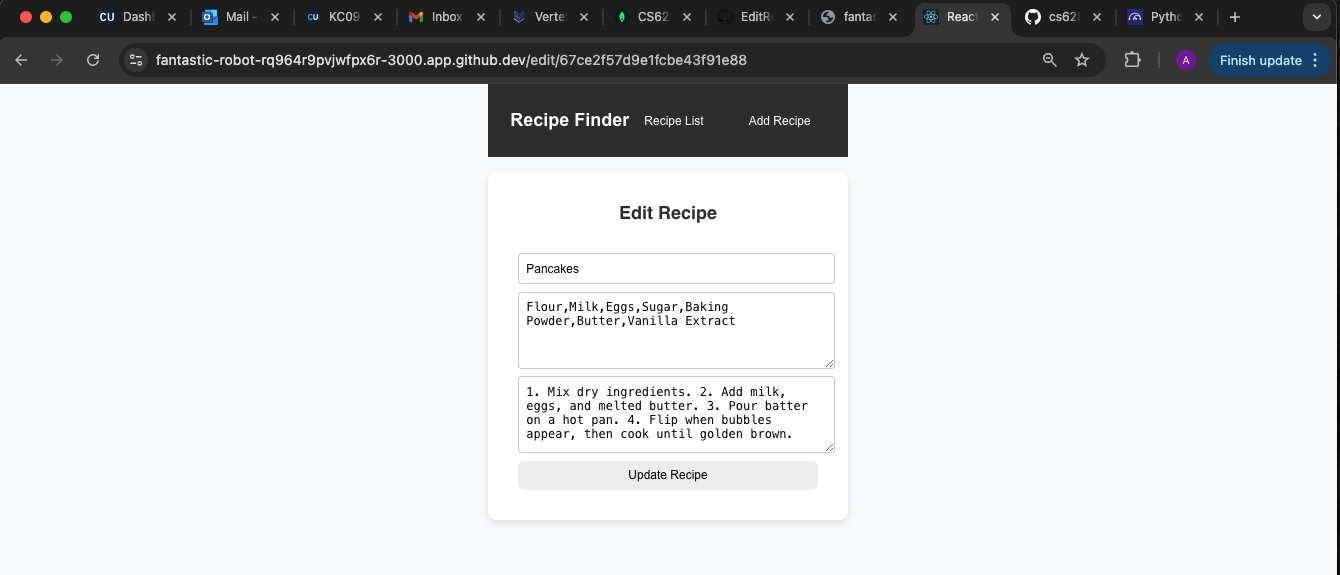 CU Dash
Mail -
CU KC09
Inbox
Verte
CS62
EditR
fantas
React
cs628
Pytho
fantastic-robot-rq964r9pvjwfpx6r-3000.app.github.dev/edit/67ce2f57d9e1fcbe43f91e88
A
Finish update
Recipe Finder
Recipe List
Add Recipe
Edit Recipe
Pancakes
Flour,Milk,Eggs,Sugar,Baking
Powder,Butter,Vanilla Extract
1. Mix dry ingredients. 2. Add milk,
eggs, and melted butter. 3. Pour batter
on a hot pan. 4. Flip when bubbles
appear, then cook until golden brown.
Update Recipe